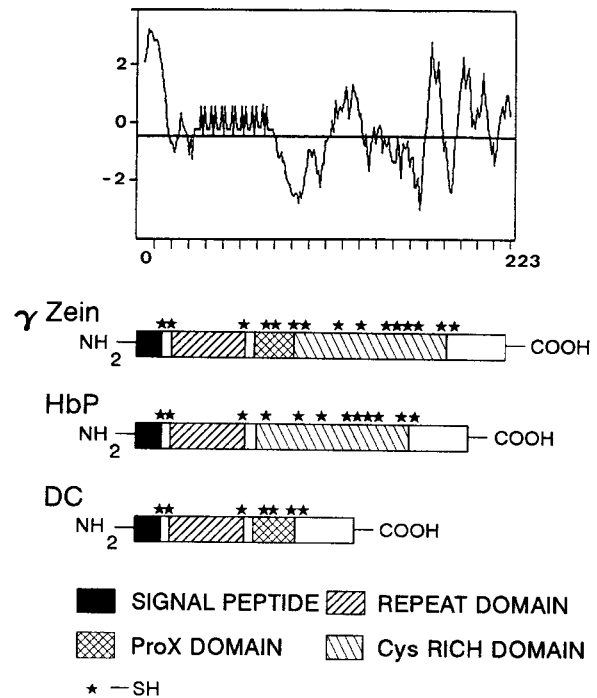 2
0
-2
0 223
γ Zein
NH2 COOH
HbP
NH2 COOH
DC
NH2 COOH
SIGNAL PEPTIDE REPEAT DOMAIN
ProX DOMAIN Cys RICH DOMAIN
★ —SH